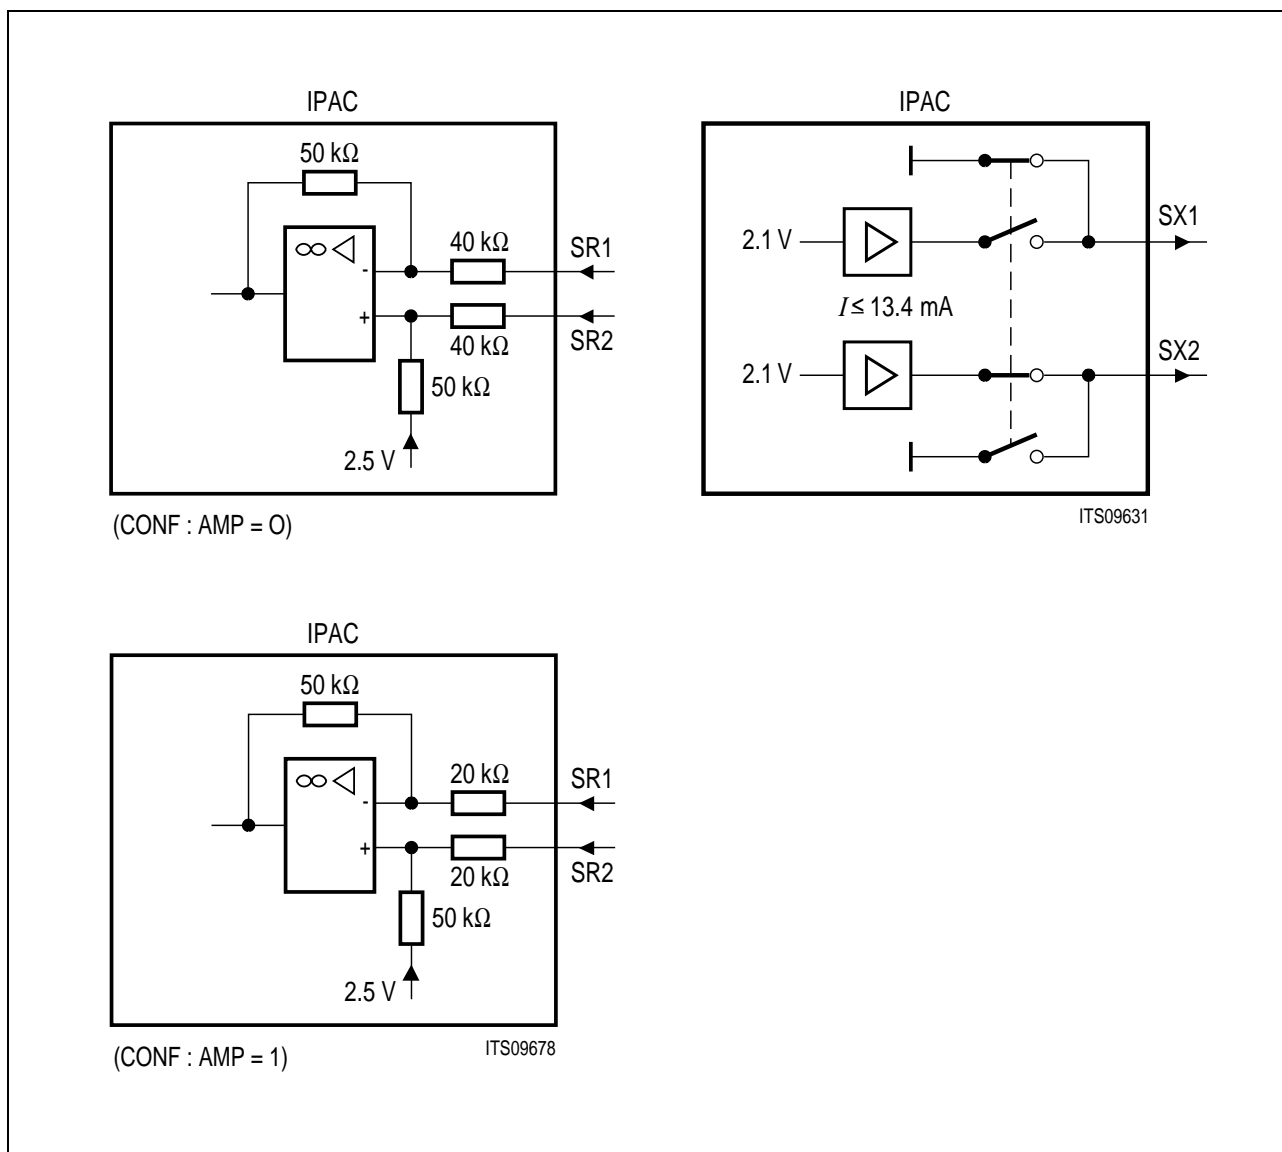 IPAC
50 kΩ
∞
-
+
40 kΩ
SR1
40 kΩ
SR2
50 kΩ
2.5 V
(CONF : AMP = O)
IPAC
2.1 V
SX1
I ≤ 13.4 mA
2.1 V
SX2
ITS09631
IPAC
50 kΩ
∞
-
+
20 kΩ
SR1
20 kΩ
SR2
50 kΩ
2.5 V
(CONF : AMP = 1)
ITS09678